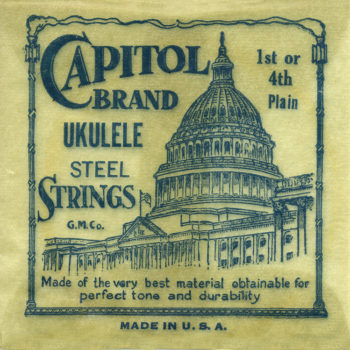 CAPITOL
BRAND
UKULELE
STEEL
STRINGS
G.M.Co.
1st or
4th
Plain
Made of the very best material obtainable for
perfect tone and durability
MADE IN U. S. A.